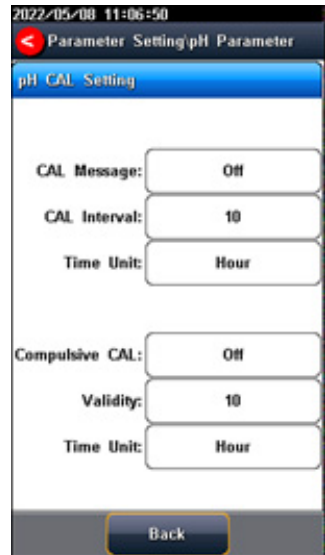 2022/05/08 11:06:50
< Parameter Setting\pH Parameter
pH CAL Setting
CAL Message: Off
CAL Interval: 10
Time Unit: Hour
Compulsive CAL: Off
Validity: 10
Time Unit: Hour
Back